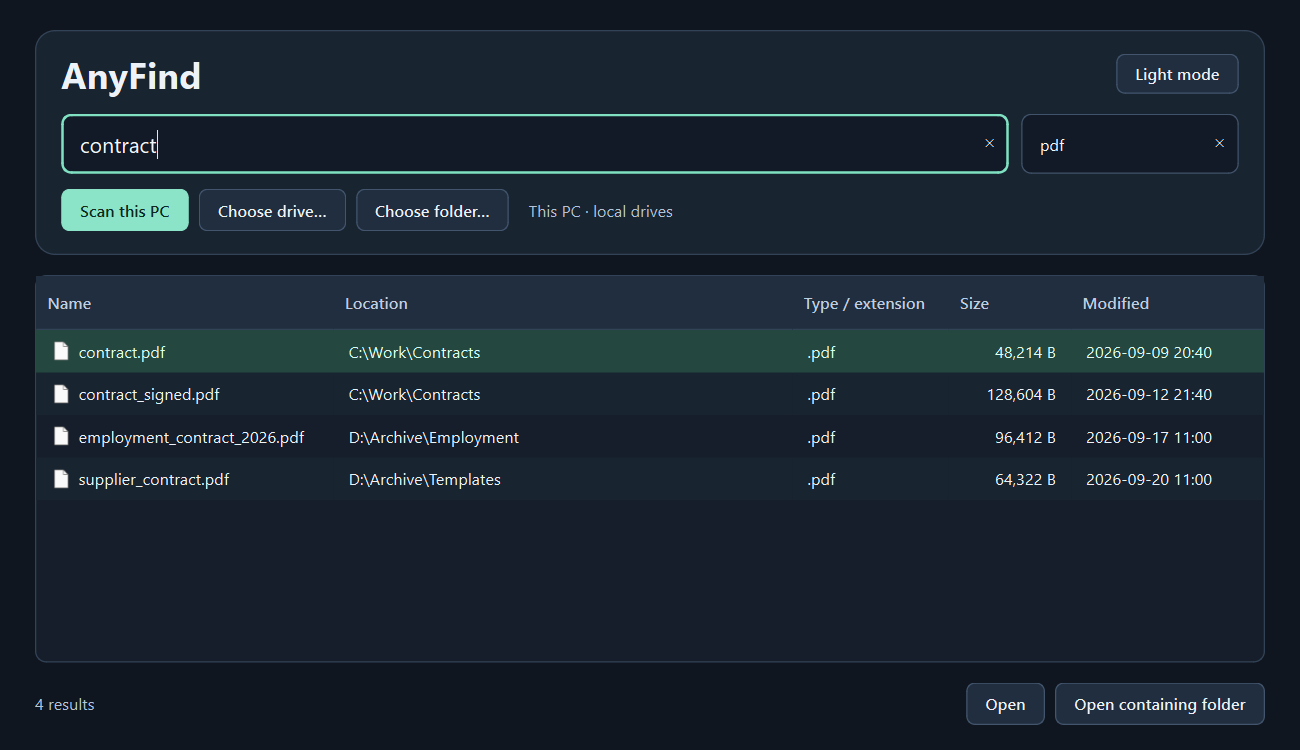 AnyFind
Light mode
contract
×
pdf
×
Scan this PC
Choose drive...
Choose folder...
This PC · local drives
Name Location Type / extension Size Modified
contract.pdf C:\Work\Contracts .pdf 48,214 B 2026-09-09 20:40
contract_signed.pdf C:\Work\Contracts .pdf 128,604 B 2026-09-12 21:40
employment_contract_2026.pdf D:\Archive\Employment .pdf 96,412 B 2026-09-17 11:00
supplier_contract.pdf D:\Archive\Templates .pdf 64,322 B 2026-09-20 11:00
4 results
Open
Open containing folder